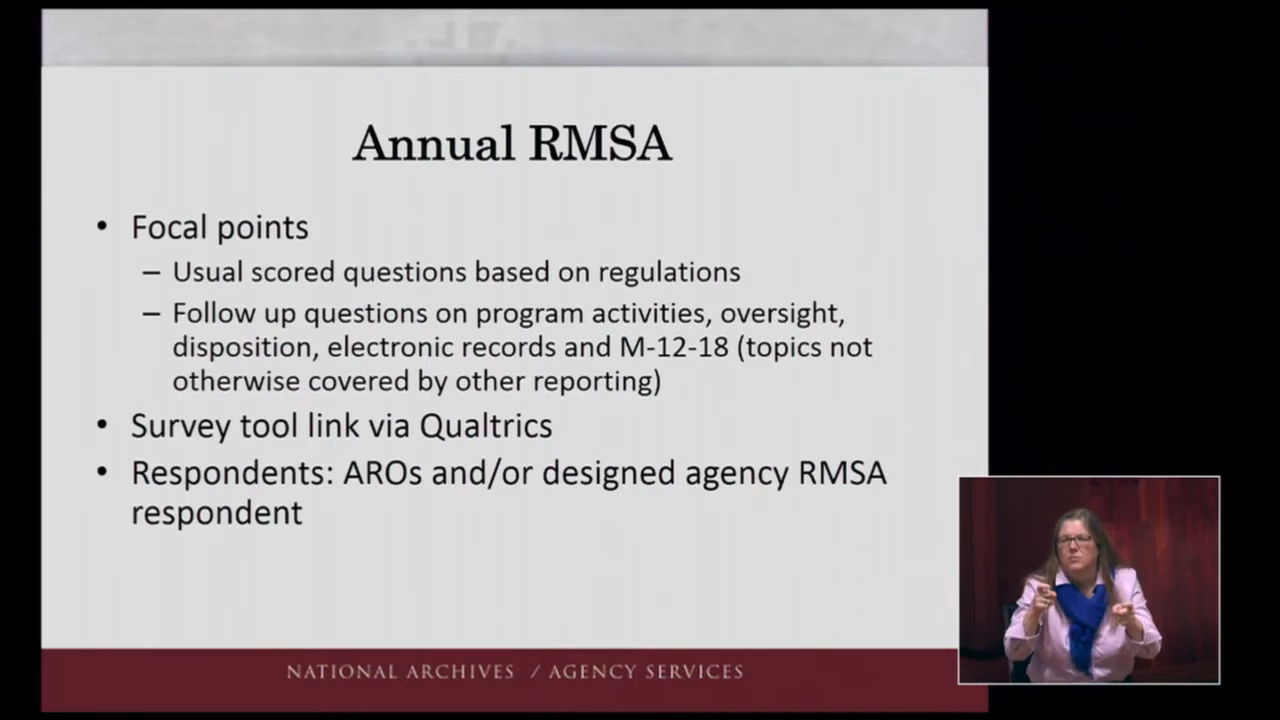 Annual RMSA
• Focal points
– Usual scored questions based on regulations
– Follow up questions on program activities, oversight,
disposition, electronic records and M-12-18 (topics not
otherwise covered by other reporting)
• Survey tool link via Qualtrics
• Respondents: AROs and/or designed agency RMSA
respondent
NATIONAL ARCHIVES / AGENCY SERVICES